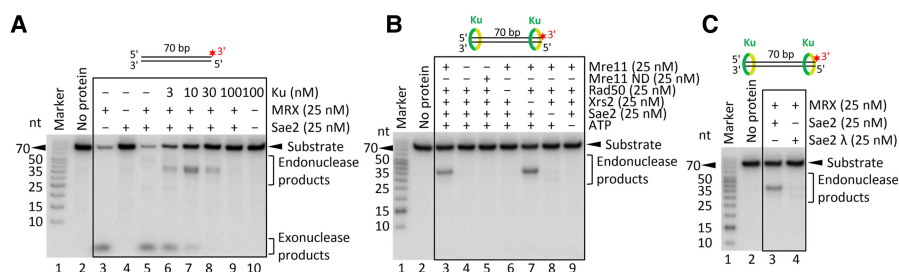 A
5' 70 bp 3'
3' 5'
Marker
No protein
– – – 3 10 30 100 100 Ku (nM)
+ – + + + + + – MRX (25 nM)
– + + + + + + – Sae2 (25 nM)
nt
70 Substrate
50
35
25
Endonuclease
products
15
10
Exonuclease
products
1 2 3 4 5 6 7 8 9 10
B
Ku Ku
5' 70 bp 3'
3' 5'
Marker
No protein
+ – – + + + + Mre11 (25 nM)
– – + – – – – Mre11 ND (25 nM)
+ + + – + + + Rad50 (25 nM)
+ + + + – + + Xrs2 (25 nM)
+ + + + + – + Sae2 (25 nM)
+ + + + + + – ATP
nt
70 Substrate
50
35
25
Endonuclease
products
15
10
1 2 3 4 5 6 7 8 9
C
Ku Ku
5' 70 bp 3'
3' 5'
Marker
No protein
+ + MRX (25 nM)
+ – Sae2 (25 nM)
– + Sae2 λ (25 nM)
nt
70 Substrate
50
35
25
Endonuclease
products
15
10
1 2 3 4